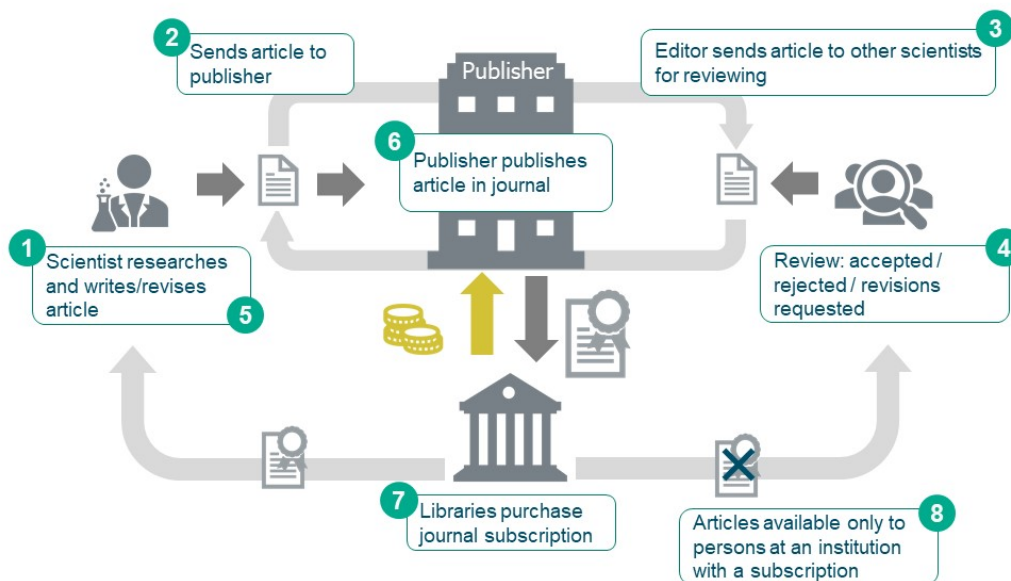 2
Sends article to
publisher
Publisher
3
Editor sends article to other scientists
for reviewing
6
Publisher publishes
article in journal
1
Scientist researches
and writes/revises
article
5
4
Review: accepted /
rejected / revisions
requested
7
Libraries purchase
journal subscription
8
Articles available only to
persons at an institution
with a subscription